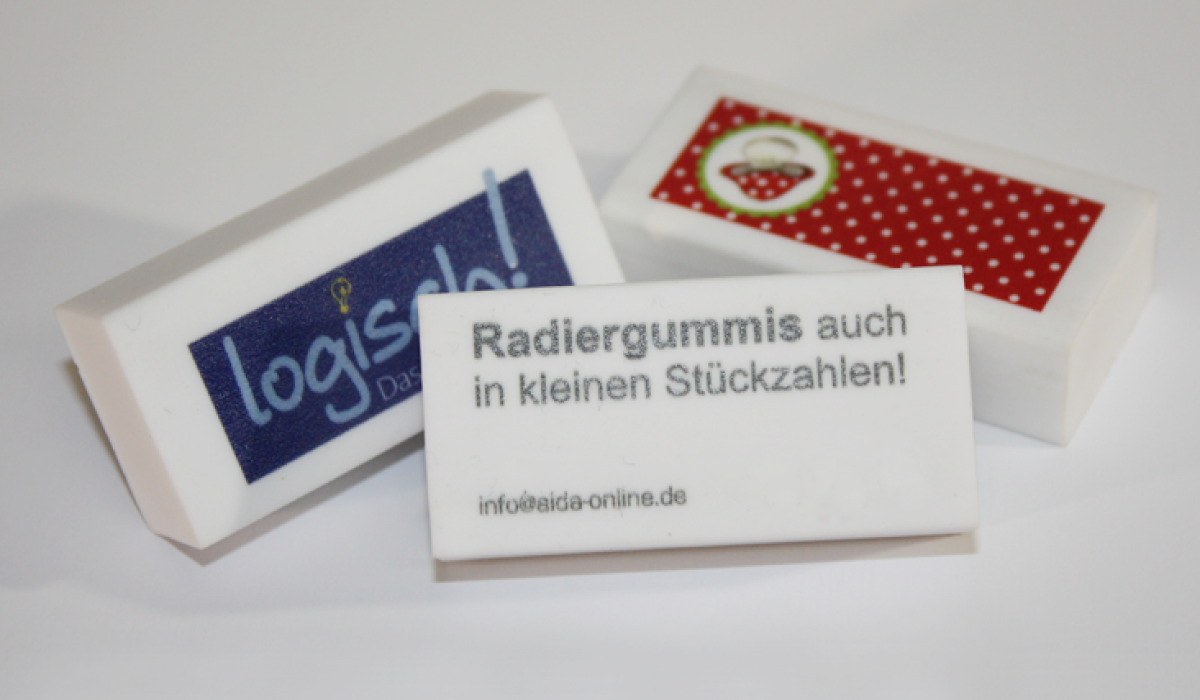 logisch!
Das
Radiergummis auch
in kleinen Stückzahlen!
info@aida-online.de